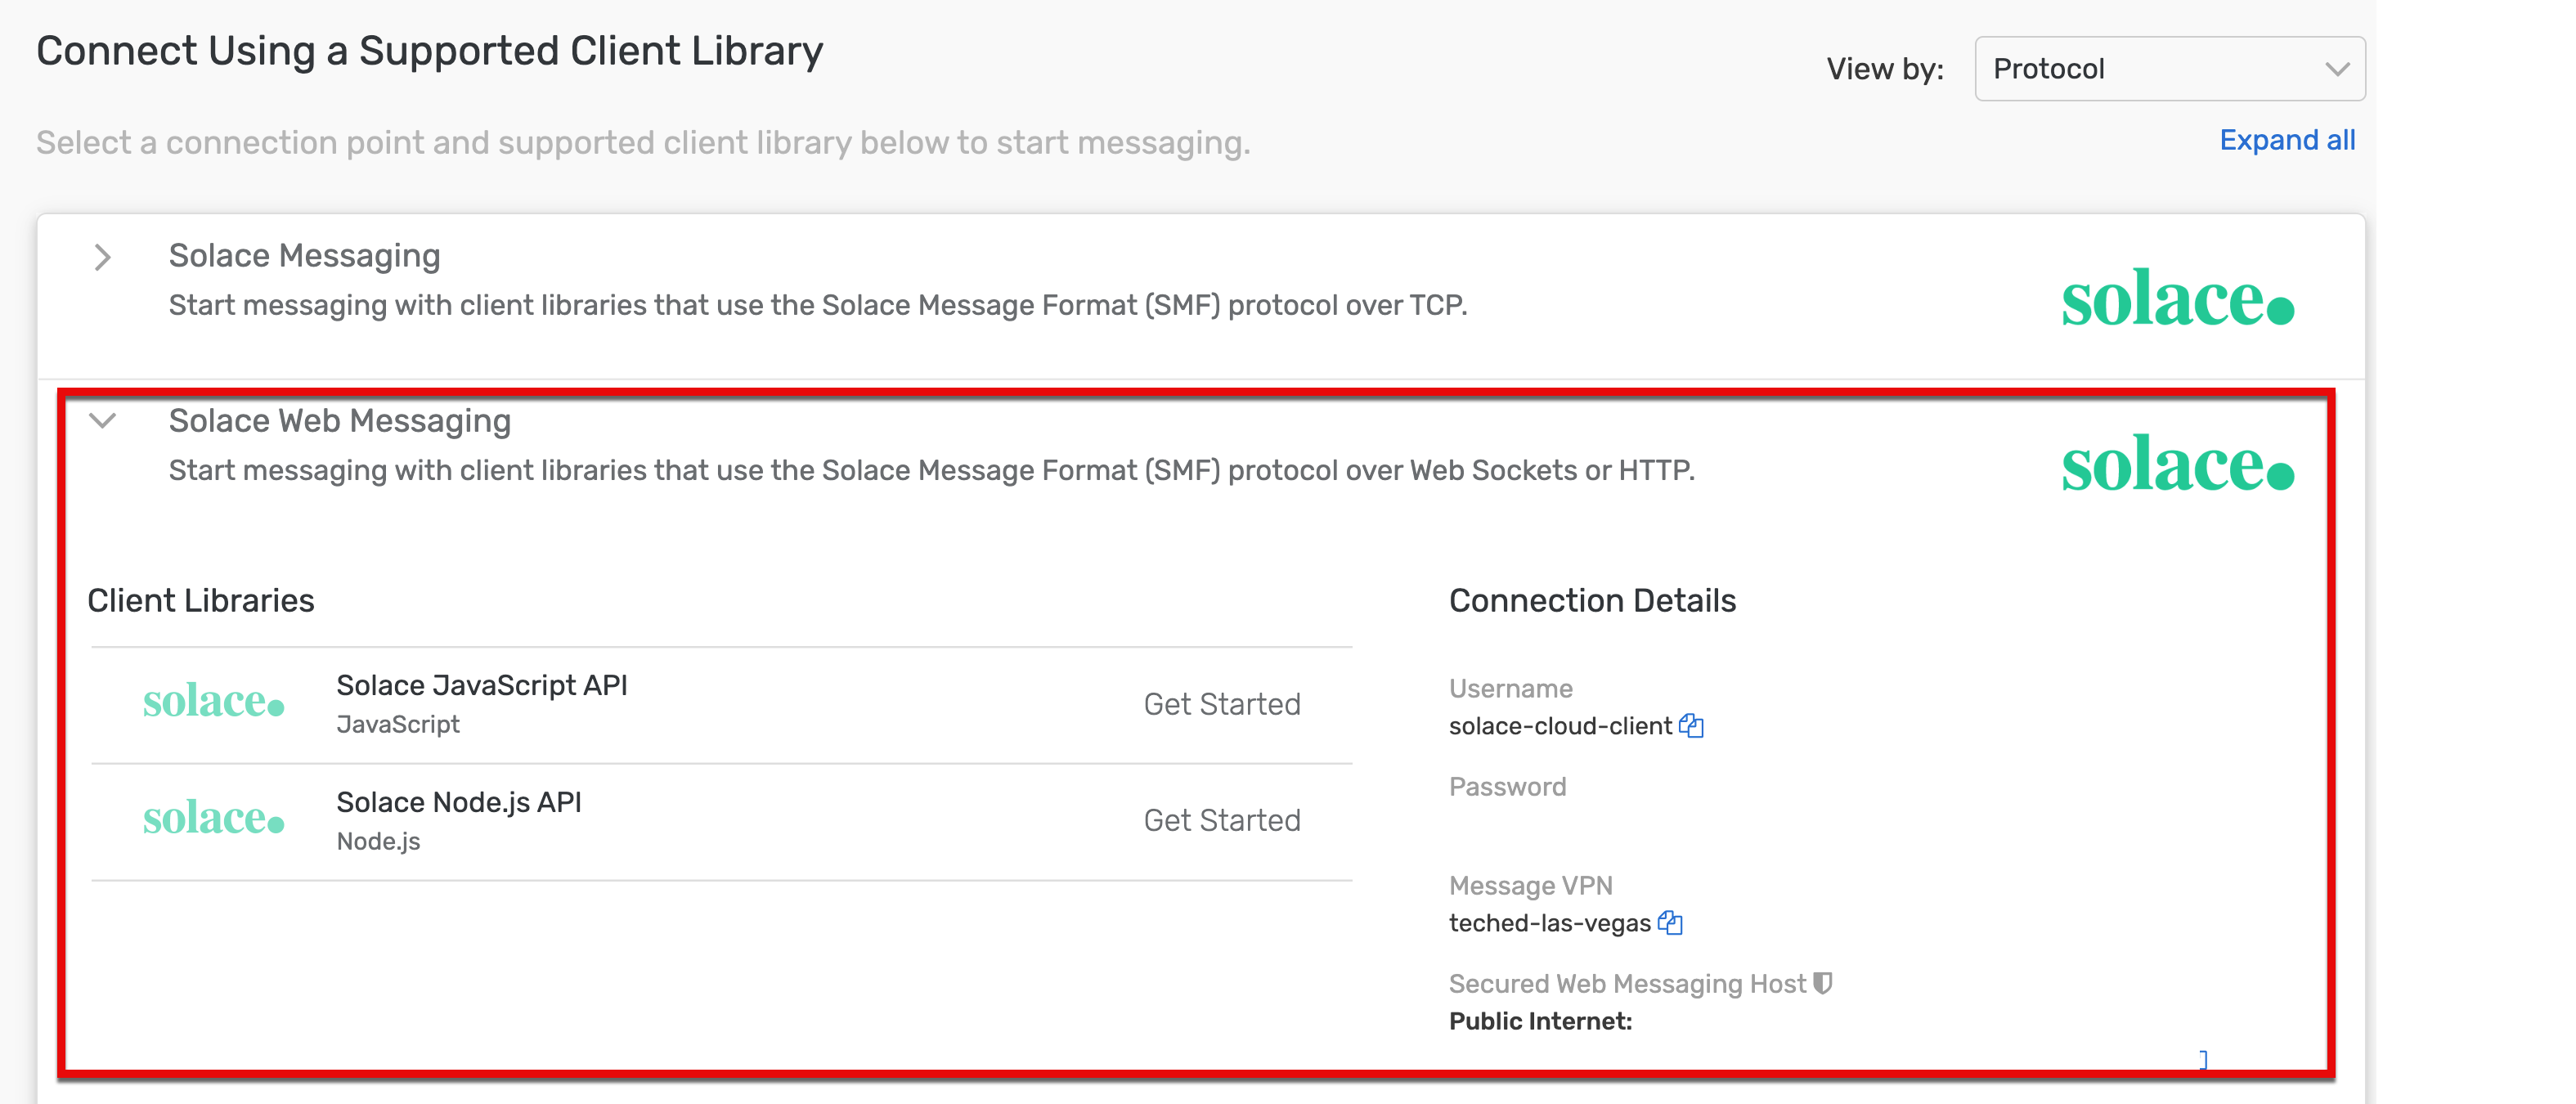 Connect Using a Supported Client Library
View by:
Protocol
Select a connection point and supported client library below to start messaging.
Expand all
Solace Messaging
Start messaging with client libraries that use the Solace Message Format (SMF) protocol over TCP.
solace.
Solace Web Messaging
Start messaging with client libraries that use the Solace Message Format (SMF) protocol over Web Sockets or HTTP.
solace.
Client Libraries
solace.
Solace JavaScript API
JavaScript
Get Started
solace.
Solace Node.js API
Node.js
Get Started
Connection Details
Username
solace-cloud-client
Password
Message VPN
teched-las-vegas
Secured Web Messaging Host
Public Internet: